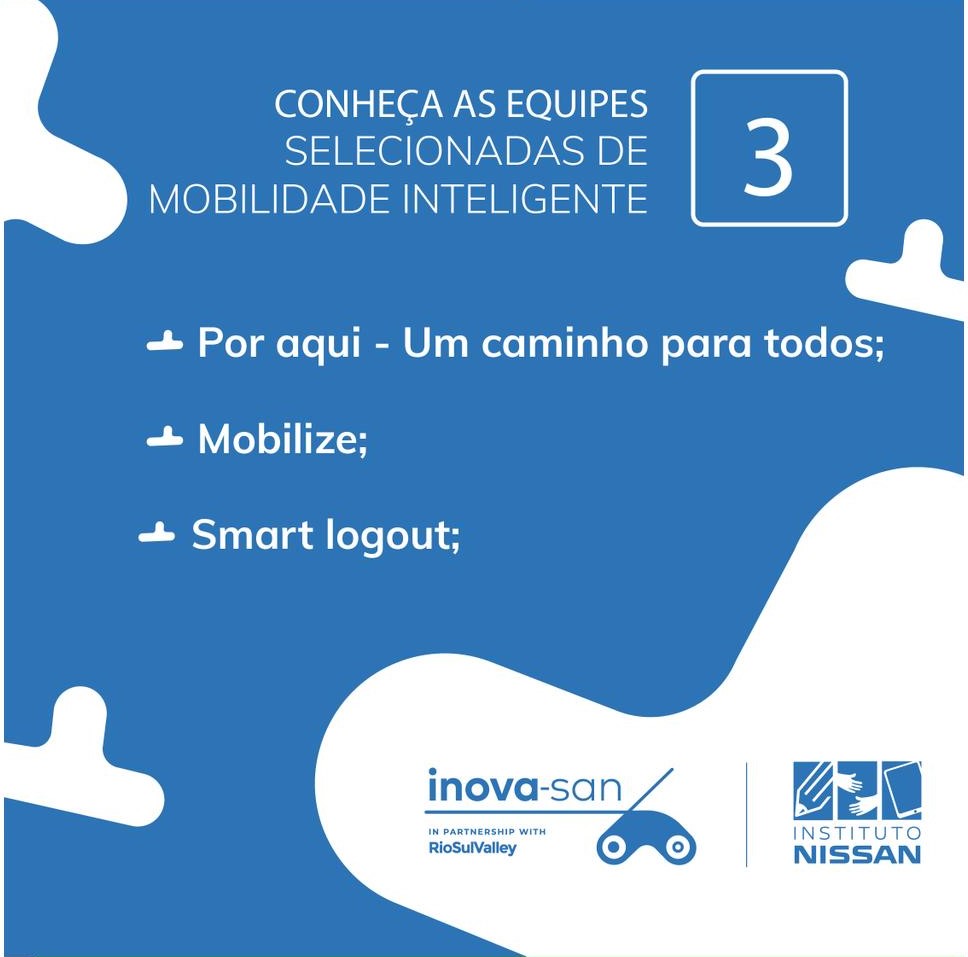 CONHEÇA AS EQUIPES
SELECIONADAS DE
MOBILIDADE INTELIGENTE
3
Por aqui - Um caminho para todos;
Mobilize;
Smart logout;
inova-san
IN PARTNERSHIP WITH
RioSulValley
INSTITUTO
NISSAN